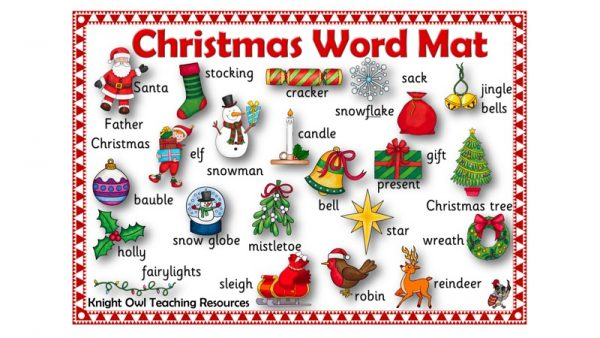 Christmas Word Mat
Santa
stocking
cracker
snowflake
sack
jingle
bells
Father
Christmas
elf
snowman
candle
bell
gift
present
Christmas tree
bauble
snow globe
mistletoe
star
wreath
holly
fairylights
sleigh
robin
reindeer
Knight Owl Teaching Resources